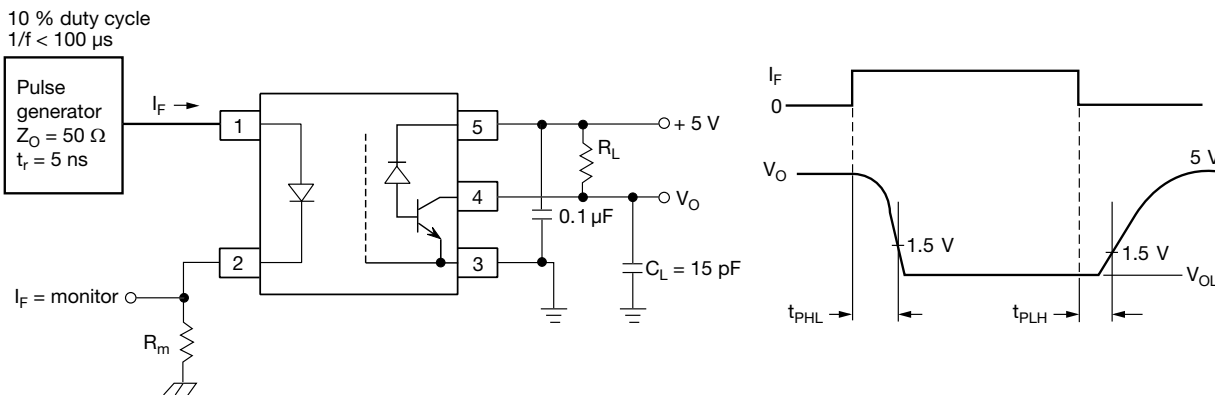 10 % duty cycle
1/f < 100 µs
Pulse
generator
Z_O = 50 Ω
t_r = 5 ns
I_F
1
2
5
4
3
+ 5 V
R_L
V_O
0.1 µF
C_L = 15 pF
I_F = monitor
R_m
I_F
0
V_O
5 V
1.5 V
1.5 V
V_OL
t_PHL
t_PLH